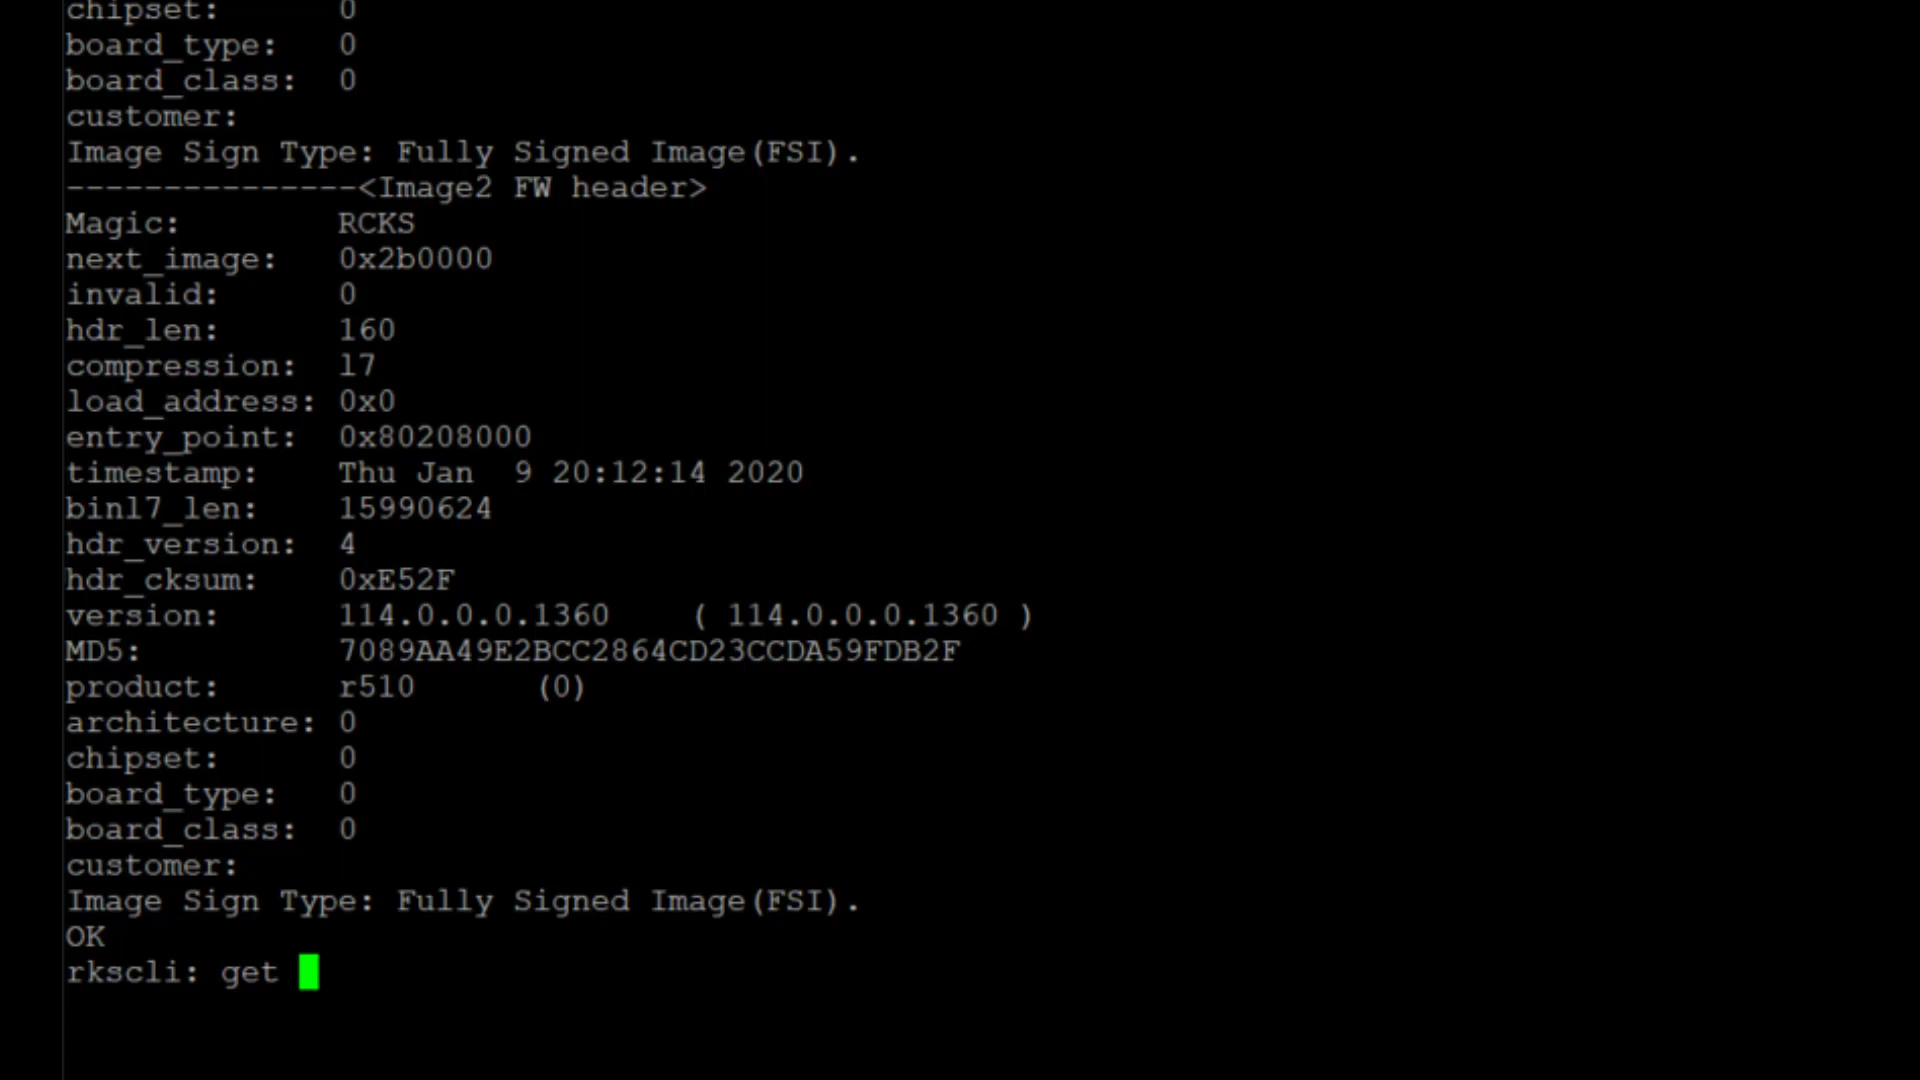 chipset: 0
board_type: 0
board_class: 0
customer:
Image Sign Type: Fully Signed Image(FSI).
---------------<Image2 FW header>
Magic: RCKS
next_image: 0x2b0000
invalid: 0
hdr_len: 160
compression: l7
load_address: 0x0
entry_point: 0x80208000
timestamp: Thu Jan  9 20:12:14 2020
binl7_len: 15990624
hdr_version: 4
hdr_cksum: 0xE52F
version: 114.0.0.0.1360 ( 114.0.0.0.1360 )
MD5: 7089AA49E2BCC2864CD23CCDA59FDB2F
product: r510 (0)
architecture: 0
chipset: 0
board_type: 0
board_class: 0
customer:
Image Sign Type: Fully Signed Image(FSI).
OK
rkscli: get